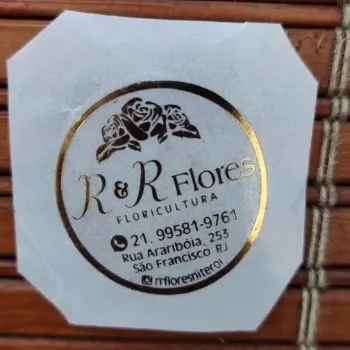 R & R Flores
FLORICULTURA
21. 99581-9761
Rua Araribóia, 253
São Francisco RJ
rrfloresniteroi